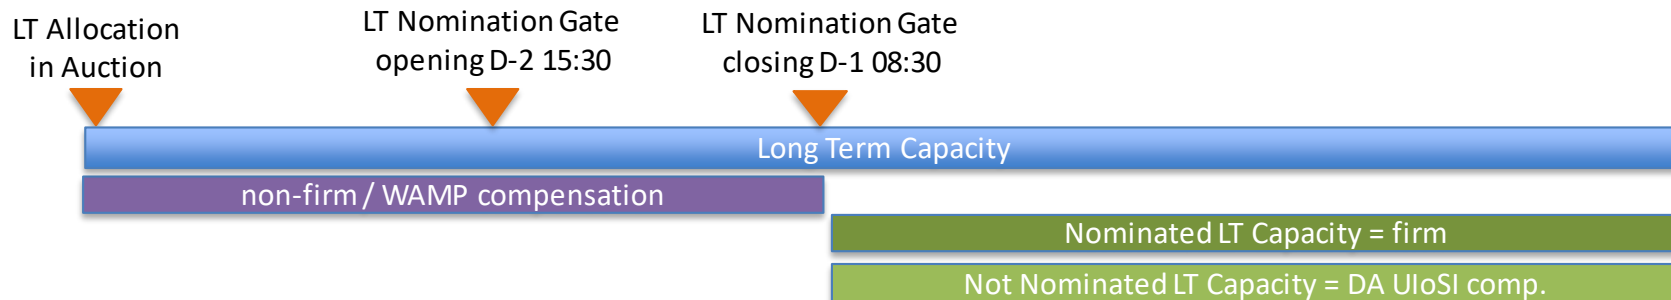 LT Allocation
in Auction
LT Nomination Gate
opening D-2 15:30
LT Nomination Gate
closing D-1 08:30
Long Term Capacity
non-firm / WAMP compensation
Nominated LT Capacity = firm
Not Nominated LT Capacity = DA UIoSI comp.